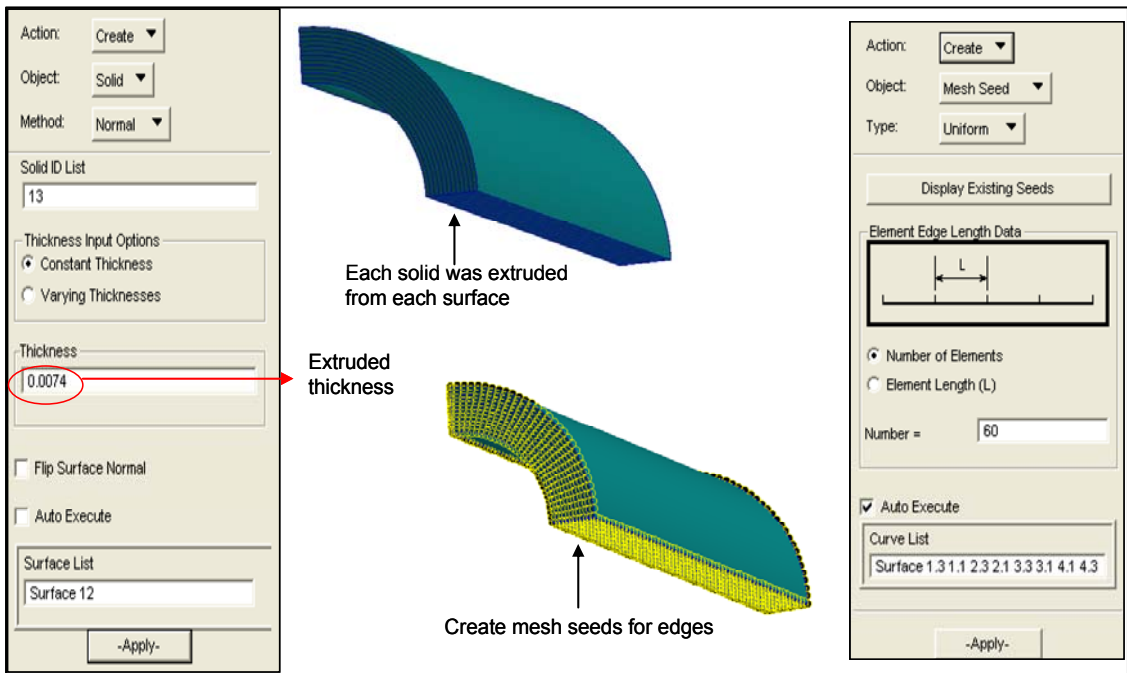 Action: Create
Object: Solid
Method: Normal
Solid ID List
13
Thickness Input Options
Constant Thickness
Varying Thicknesses
Thickness
0.0074
Flip Surface Normal
Auto Execute
Surface List
Surface 12
-Apply-
Each solid was extruded
from each surface
Extruded
thickness
Create mesh seeds for edges
Action: Create
Object: Mesh Seed
Type: Uniform
Display Existing Seeds
Element Edge Length Data
L
Number of Elements
Element Length (L)
Number = 60
Auto Execute
Curve List
Surface 1.3 1.1 2.3 2.1 3.3 3.1 4.1 4.3
-Apply-